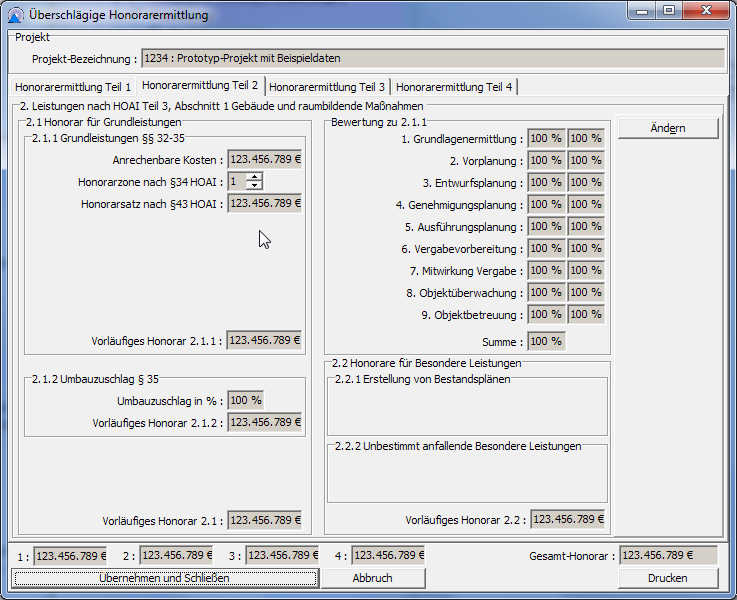 Überschlägige Honorarermittlung
Projekt
Projekt-Bezeichnung : 1234 : Prototyp-Projekt mit Beispieldaten
Honorarermittlung Teil 1 Honorarermittlung Teil 2 Honorarermittlung Teil 3 Honorarermittlung Teil 4
2. Leistungen nach HOAI Teil 3, Abschnitt 1 Gebäude und raumbildende Maßnahmen
2.1 Honorar für Grundleistungen
2.1.1 Grundleistungen §§ 32-35
Anrechenbare Kosten : 123.456.789 €
Honorarzone nach §34 HOAI : 1
Honorarsatz nach §43 HOAI : 123.456.789 €
Vorläufiges Honorar 2.1.1 : 123.456.789 €
2.1.2 Umbauzuschlag § 35
Umbauzuschlag in % : 100 %
Vorläufiges Honorar 2.1.2 : 123.456.789 €
Vorläufiges Honorar 2.1 : 123.456.789 €
Bewertung zu 2.1.1
1. Grundlagenermittlung : 100 % 100 %
2. Vorplanung : 100 % 100 %
3. Entwurfsplanung : 100 % 100 %
4. Genehmigungsplanung : 100 % 100 %
5. Ausführungsplanung : 100 % 100 %
6. Vergabevorbereitung : 100 % 100 %
7. Mitwirkung Vergabe : 100 % 100 %
8. Objektüberwachung : 100 % 100 %
9. Objektbetreuung : 100 % 100 %
Summe : 100 %
2.2 Honorare für Besondere Leistungen
2.2.1 Erstellung von Bestandsplänen
2.2.2 Unbestimmt anfallende Besondere Leistungen
Vorläufiges Honorar 2.2 : 123.456.789 €
Ändern
1 : 123.456.789 € 2 : 123.456.789 € 3 : 123.456.789 € 4 : 123.456.789 € Gesamt-Honorar : 123.456.789 €
Übernehmen und Schließen Abbruch Drucken